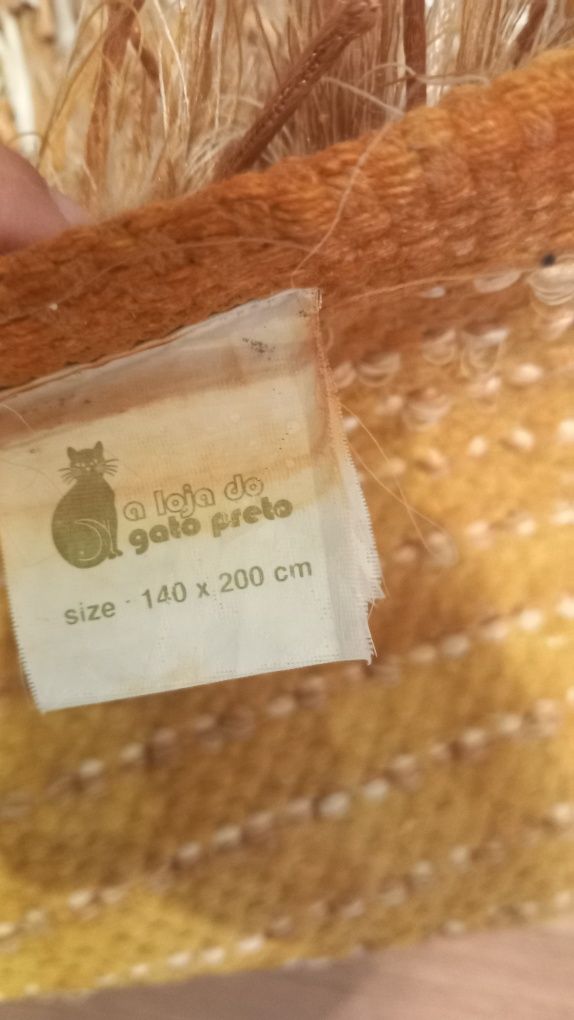 a loja do
gato preto
size - 140 x 200 cm